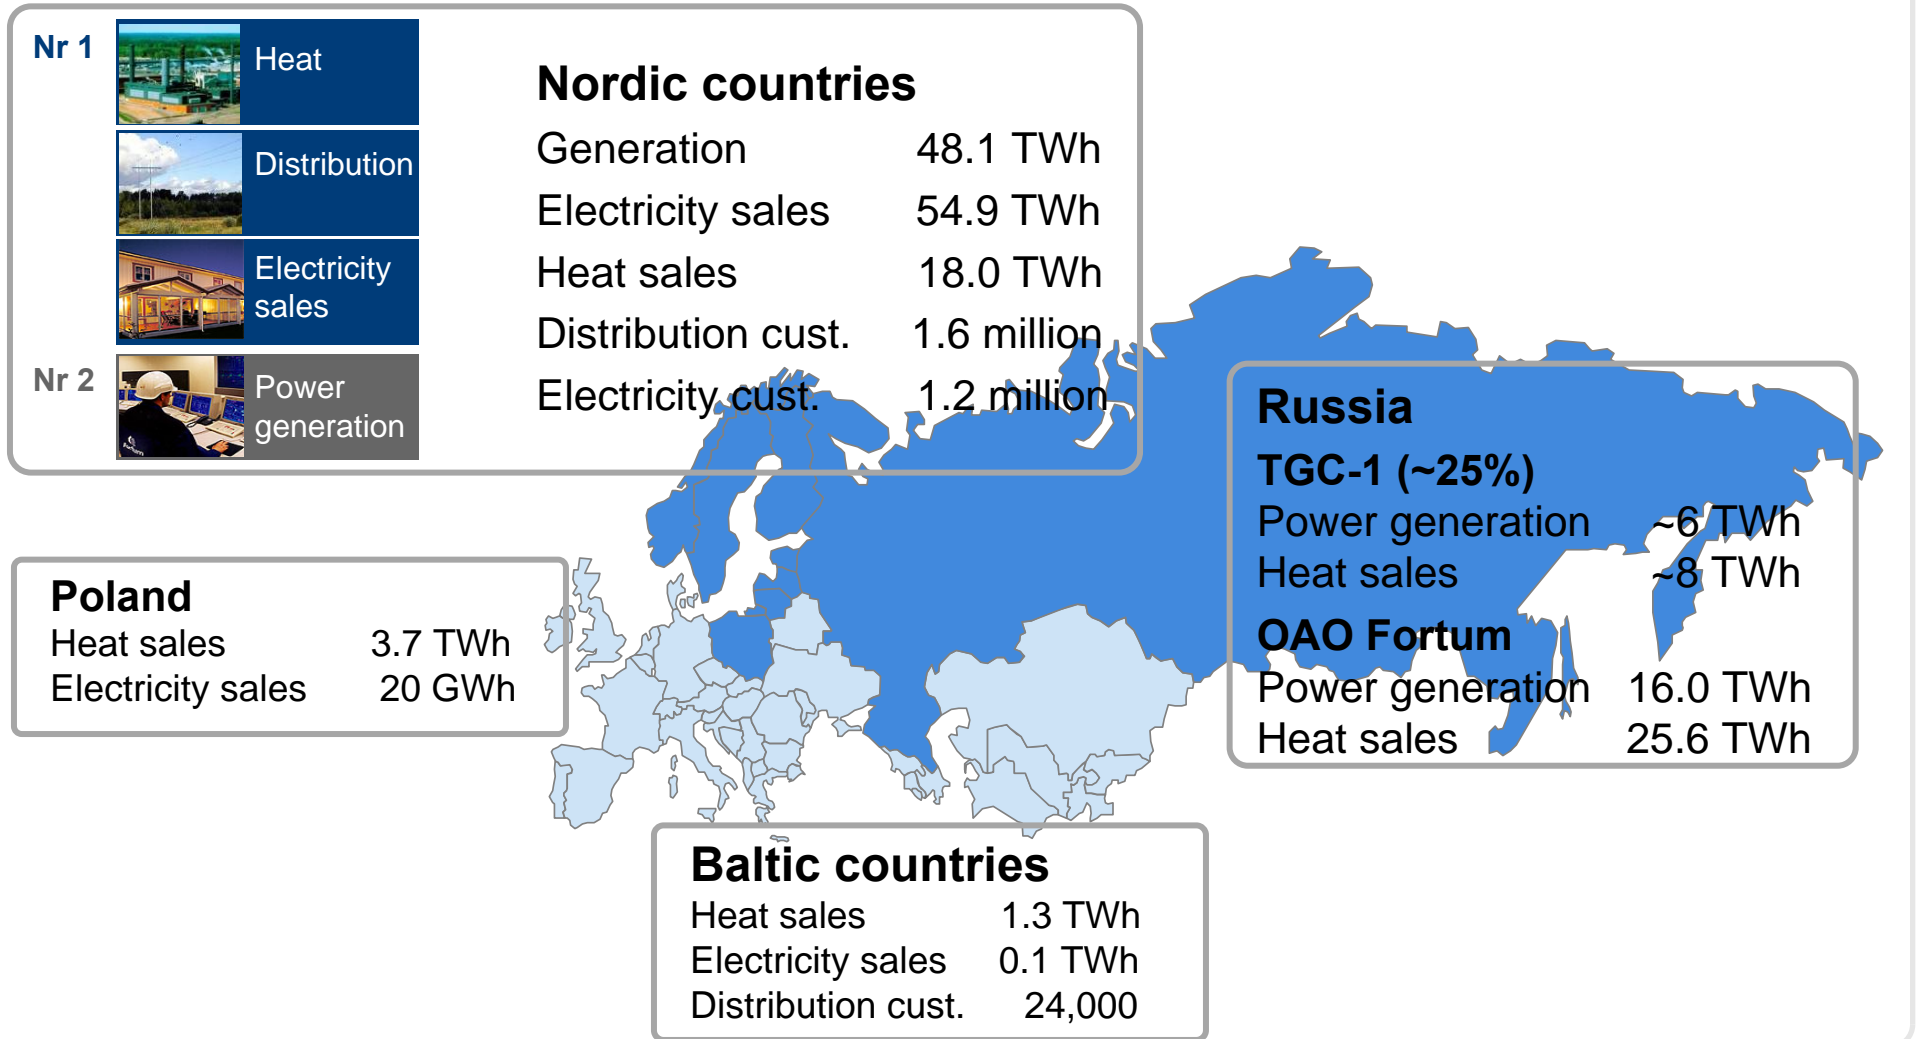 Nr 1
Heat
Distribution
Electricity
sales
Nr 2
Power
generation
Nordic countries
Generation 48.1 TWh
Electricity sales 54.9 TWh
Heat sales 18.0 TWh
Distribution cust. 1.6 million
Electricity cust. 1.2 million
Russia
TGC-1 (~25%)
Power generation ~6 TWh
Heat sales ~8 TWh
OAO Fortum
Power generation 16.0 TWh
Heat sales 25.6 TWh
Poland
Heat sales 3.7 TWh
Electricity sales 20 GWh
Baltic countries
Heat sales 1.3 TWh
Electricity sales 0.1 TWh
Distribution cust. 24,000